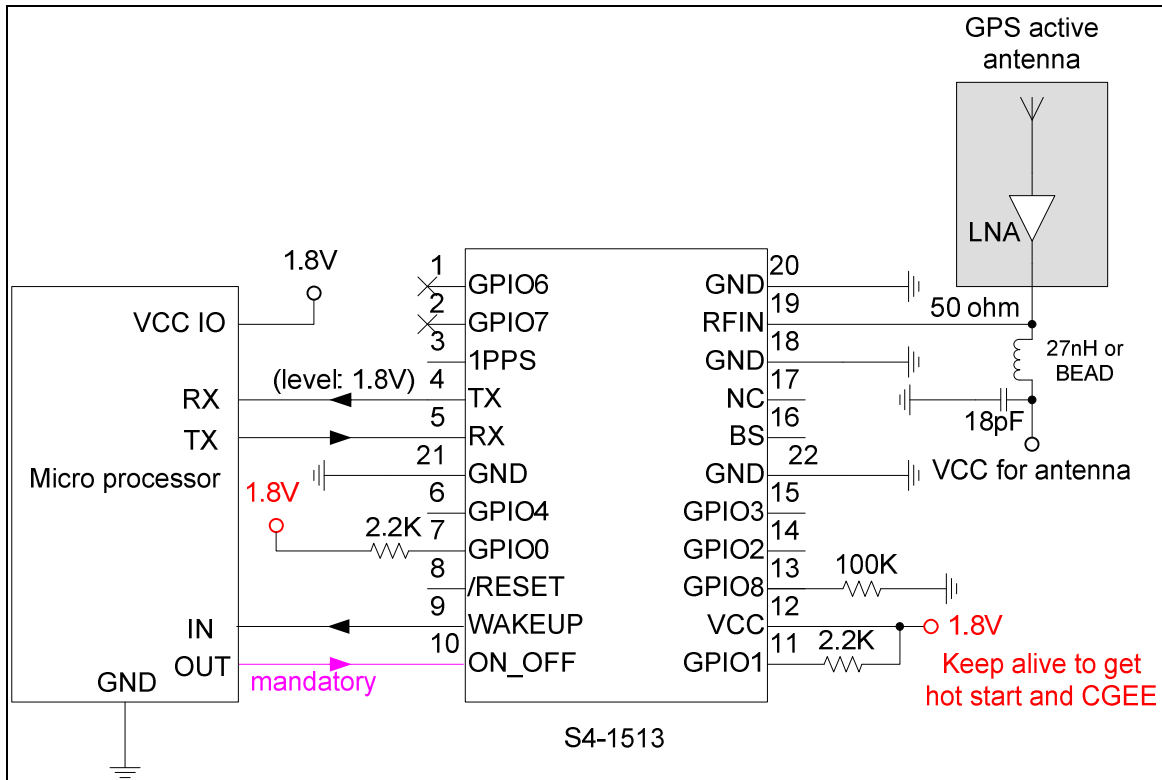 GPS active
antenna
LNA
1.8V
VCC IO
RX
TX
Micro processor
IN
OUT
GND
(level: 1.8V)
1.8V
2.2K
mandatory
1
GPIO6
2
GPIO7
3
1PPS
4
TX
5
RX
21
GND
6
GPIO4
7
GPIO0
8
/RESET
9
WAKEUP
10
ON_OFF
20
GND
19
RFIN
18
GND
17
NC
16
BS
22
GND
15
GPIO3
14
GPIO2
13
GPIO8
12
VCC
11
GPIO1
50 ohm
27nH or
BEAD
18pF
VCC for antenna
100K
1.8V
2.2K
Keep alive to get
hot start and CGEE
S4-1513